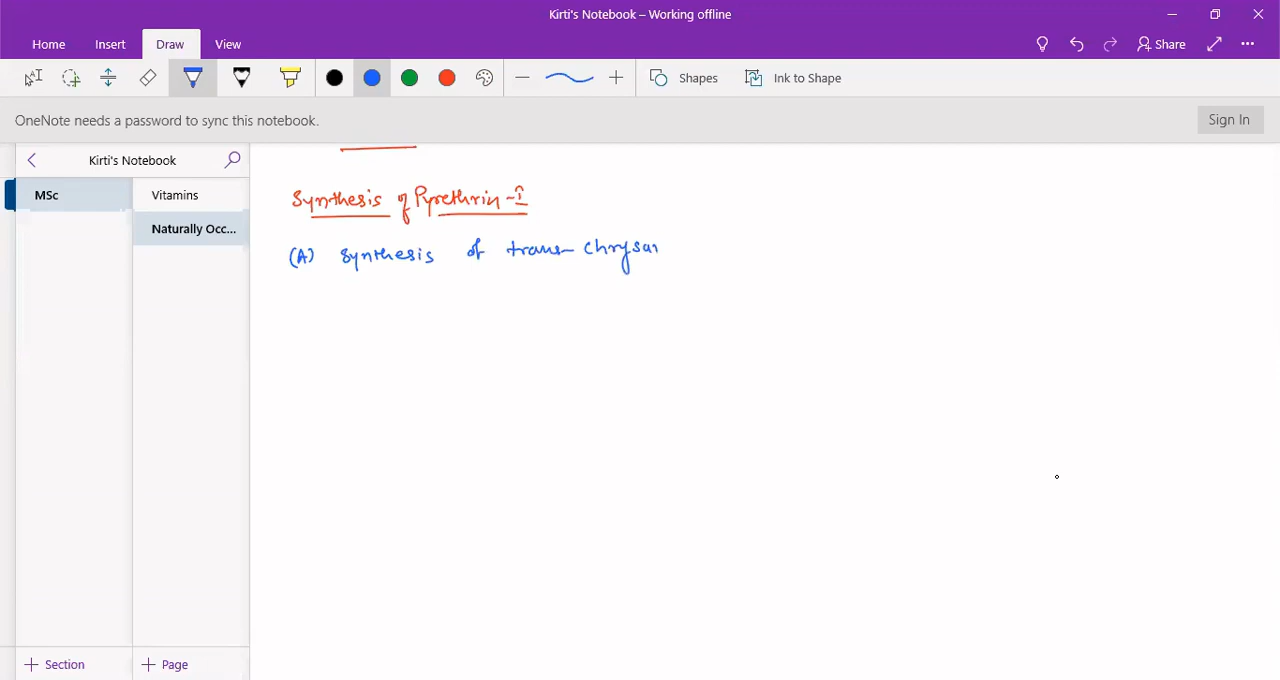 Kirti's Notebook – Working offline
Home Insert Draw View
Share
Shapes Ink to Shape
OneNote needs a password to sync this notebook.
Sign In
Kirti's Notebook
MSc
Vitamins
Naturally Occ...
Synthesis of Pyrethrin-I
(A) Synthesis of trans-Chrysan
+ Section
+ Page